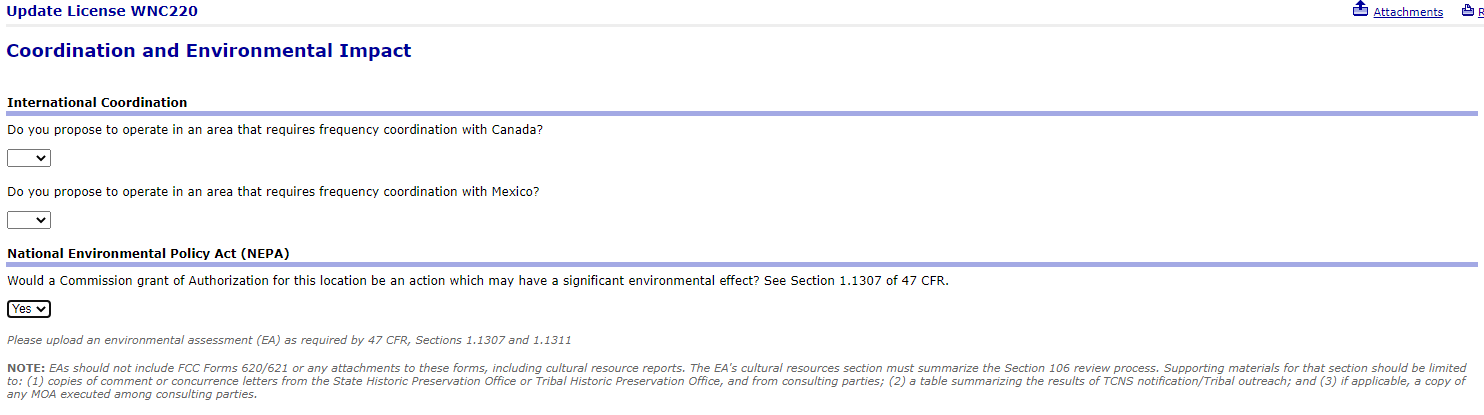 Update License WNC220
Attachments
R
Coordination and Environmental Impact
International Coordination
Do you propose to operate in an area that requires frequency coordination with Canada?
Do you propose to operate in an area that requires frequency coordination with Mexico?
National Environmental Policy Act (NEPA)
Would a Commission grant of Authorization for this location be an action which may have a significant environmental effect? See Section 1.1307 of 47 CFR.
Yes
Please upload an environmental assessment (EA) as required by 47 CFR, Sections 1.1307 and 1.1311
NOTE: EAs should not include FCC Forms 620/621 or any attachments to these forms, including cultural resource reports. The EA's cultural resources section must summarize the Section 106 review process. Supporting materials for that section should be limited
to: (1) copies of comment or concurrence letters from the State Historic Preservation Office or Tribal Historic Preservation Office, and from consulting parties; (2) a table summarizing the results of TCNS notification/Tribal outreach; and (3) if applicable, a copy of
any MOA executed among consulting parties.